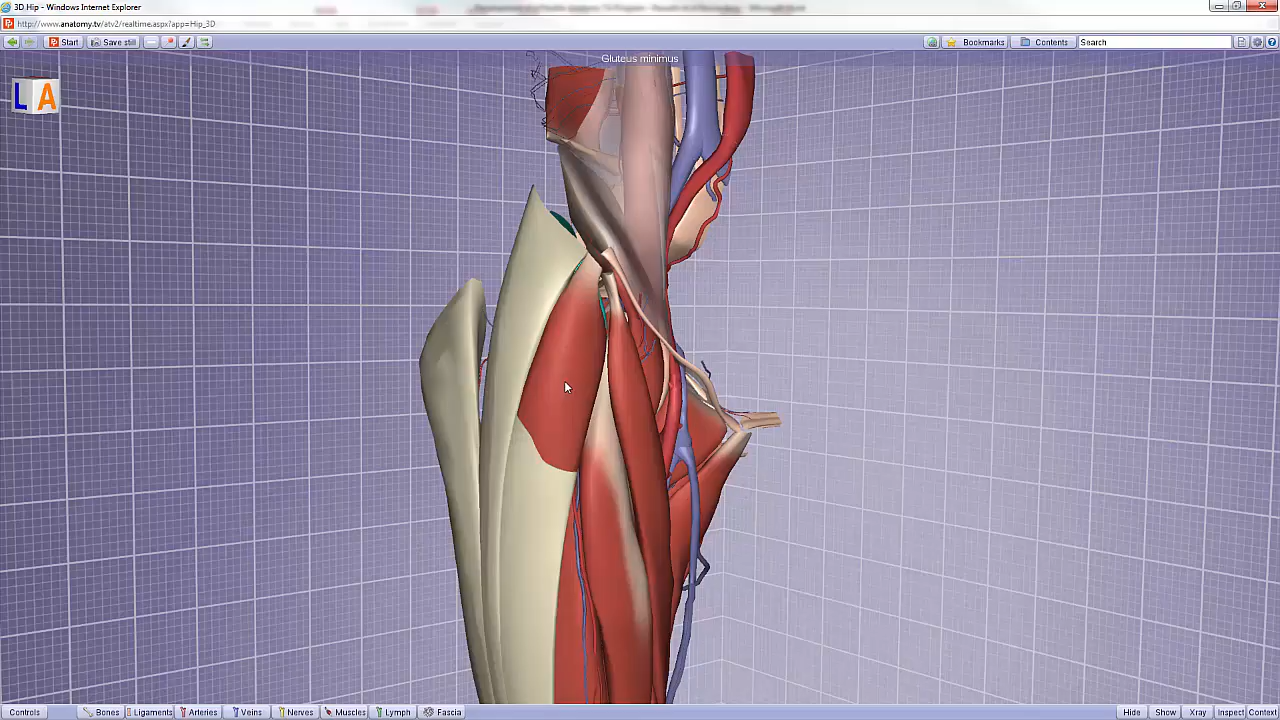 3D.Hip - Windows Internet Explorer
http://www.anatomy.tv/atv2/realtime.aspx?app=Hip_3D
Start Save still Bookmarks Contents Search
Gluteus minimus
L A
Controls Bones Ligaments Arteries Veins Nerves Muscles Lymph Fascia Hide Show Xray Inspect Context